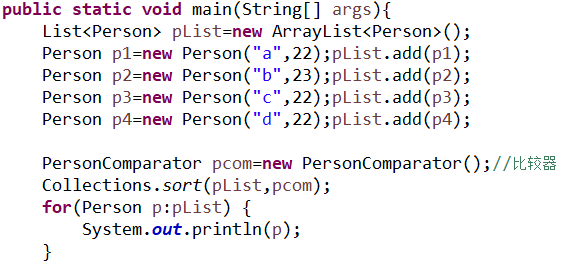 public static void main(String[] args){
List<Person> pList=new ArrayList<Person>();
Person p1=new Person("a",22);pList.add(p1);
Person p2=new Person("b",23);pList.add(p2);
Person p3=new Person("c",22);pList.add(p3);
Person p4=new Person("d",22);pList.add(p4);
PersonComparator pcom=new PersonComparator();//比较器
Collections.sort(pList,pcom);
for(Person p:pList) {
System.out.println(p);
}